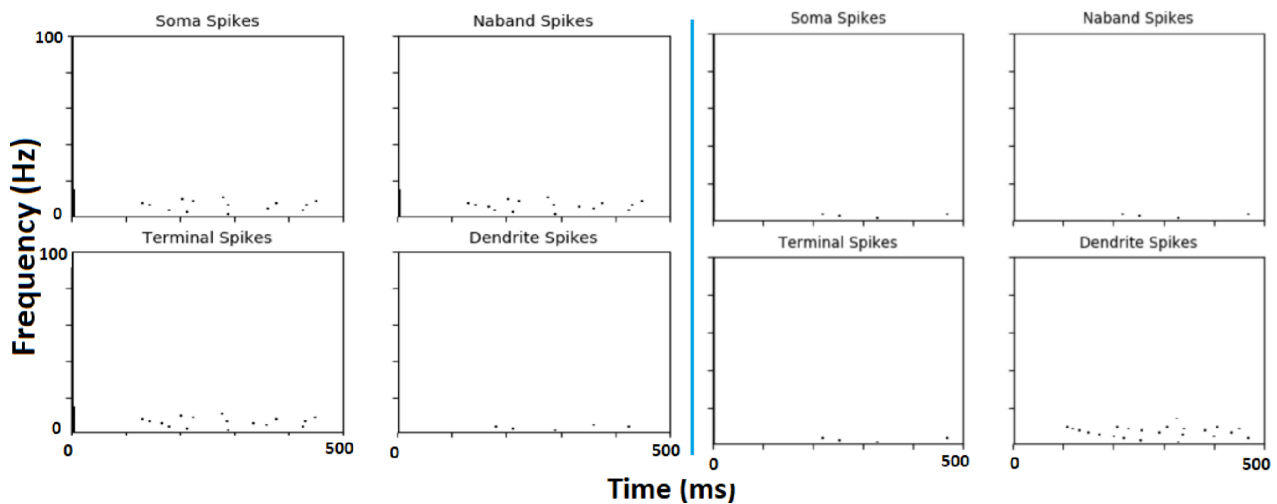 Soma Spikes
Naband Spikes
Soma Spikes
Naband Spikes
100
0
500
Terminal Spikes
Dendrite Spikes
Terminal Spikes
Dendrite Spikes
100
0
0
500
0
500
0
500
0
500
Frequency (Hz)
Time (ms)